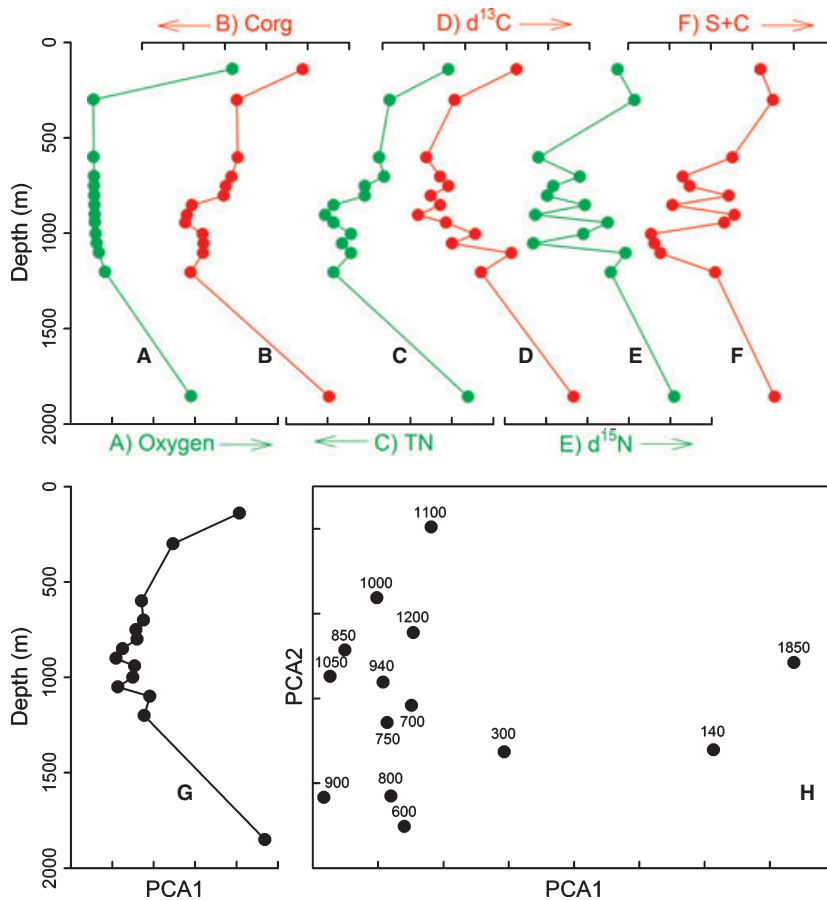 B) Corg
D) d¹³C
F) S+C
0
500
1000
1500
2000
Depth (m)
A
B
C
D
E
F
A) Oxygen
C) TN
E) d¹⁵N
0
500
1000
1500
2000
Depth (m)
G
PCA1
PCA2
1100
1000
1200
850
1850
1050
940
700
750
300
140
900
800
600
H
PCA1